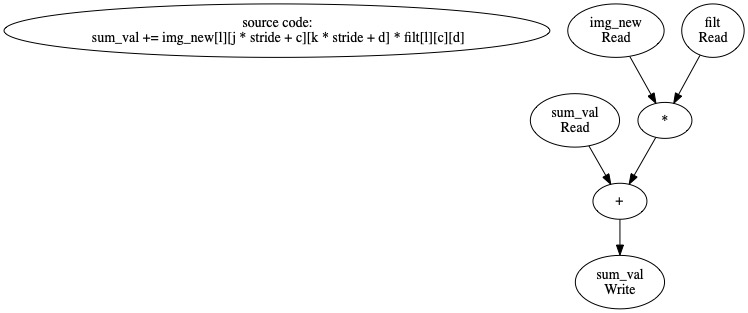 source code:
sum_val += img_new[l][j * stride + c][k * stride + d] * filt[l][c][d]
img_new
Read
filt
Read
sum_val
Read
*
+
sum_val
Write